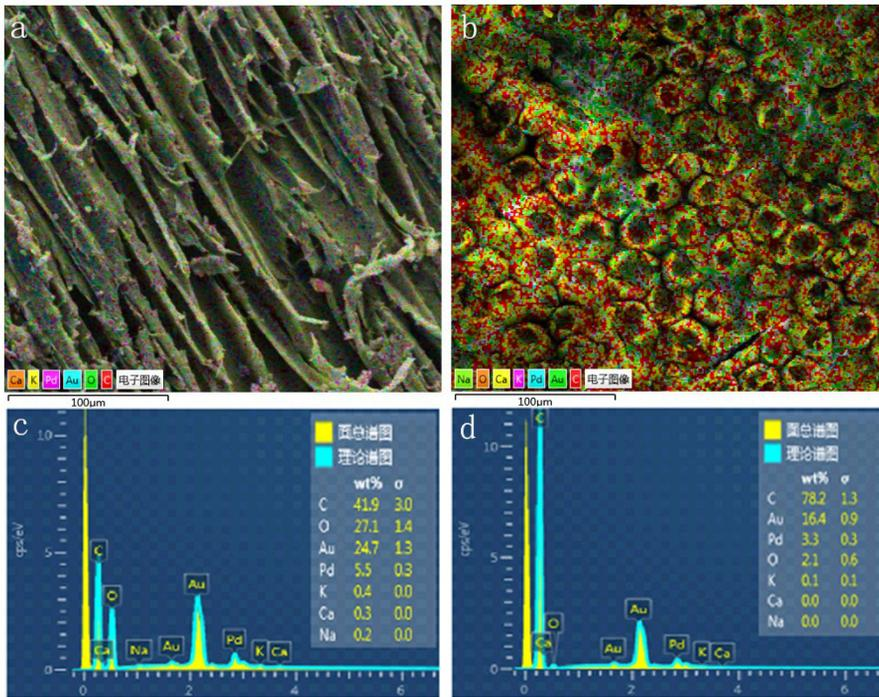 a
Ca K Pd Au O C 电子图像
100μm
b
Na O Ca K Pd Au C 电子图像
100μm
c
10
5
0
cps/eV
C
O
Ca
Na
Au
Au
Pd
K
Ca
0 2 4 6
面总谱图
理论谱图
wt% σ
C 41.9 3.0
O 27.1 1.4
Au 24.7 1.3
Pd 5.5 0.3
K 0.4 0.0
Ca 0.3 0.0
Na 0.2 0.0
d
10
5
0
cps/eV
C
O
Ca
Au
Au
Pd
K
Ca
0 2 4 6
面总谱图
理论谱图
wt% σ
C 78.2 1.3
Au 16.4 0.9
Pd 3.3 0.3
O 2.1 0.6
K 0.1 0.1
Ca 0.0 0.0
Na 0.0 0.0